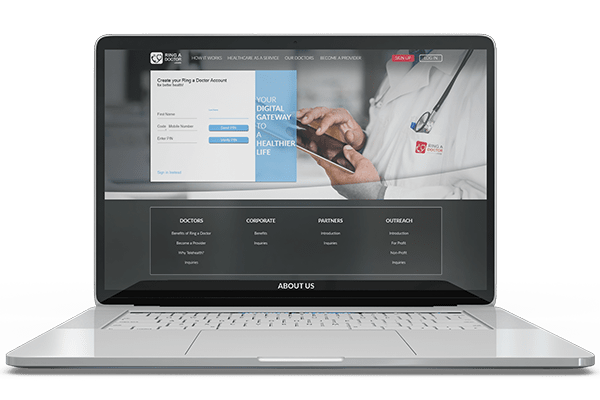 RING A
DOCTOR
.com
HOW IT WORKS HEALTHCARE AS A SERVICE OUR DOCTORS BECOME A PROVIDER
SIGN UP LOG IN
Create your Ring a Doctor Account
for better health!
First Name
Code Mobile Number
Enter PIN
Send PIN
Verify PIN
Sign in instead
YOUR
DIGITAL
GATEWAY
TO
A
HEALTHIER
LIFE
RING A
DOCTOR
DOCTORS CORPORATE PARTNERS OUTREACH
Benefits of Ring a Doctor Benefits Introduction Introduction
Become a Provider Inquiries Inquiries For Profit
Why Telehealth? Non-Profit
Inquiries Inquiries
ABOUT US